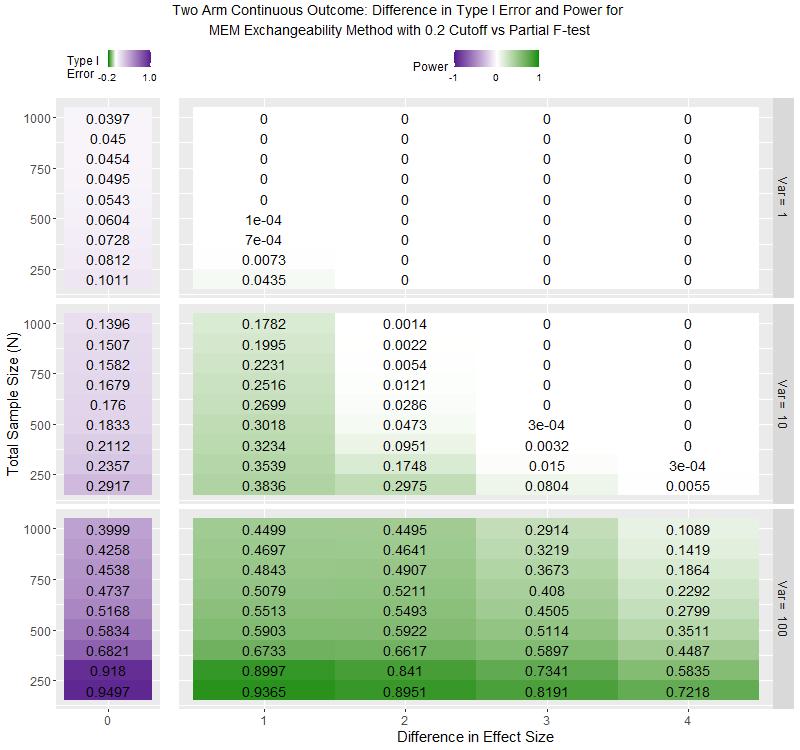 Two Arm Continuous Outcome: Difference in Type I Error and Power for
MEM Exchangeability Method with 0.2 Cutoff vs Partial F-test
Type I
Error -0.2 1.0
Power -1 0 1
Total Sample Size (N)
1000 0.0397 0 0 0 0
0.045 0 0 0 0
750 0.0454 0 0 0 0
0.0495 0 0 0 0
0.0543 0 0 0 0
500 0.0604 1e-04 0 0 0
0.0728 7e-04 0 0 0
0.0812 0.0073 0 0 0
250 0.1011 0.0435 0 0 0
Var = 1
1000 0.1396 0.1782 0.0014 0 0
0.1507 0.1995 0.0022 0 0
750 0.1582 0.2231 0.0054 0 0
0.1679 0.2516 0.0121 0 0
0.176 0.2699 0.0286 0 0
500 0.1833 0.3018 0.0473 3e-04 0
0.2112 0.3234 0.0951 0.0032 0
0.2357 0.3539 0.1748 0.015 3e-04
250 0.2917 0.3836 0.2975 0.0804 0.0055
Var = 10
1000 0.3999 0.4499 0.4495 0.2914 0.1089
0.4258 0.4697 0.4641 0.3219 0.1419
750 0.4538 0.4843 0.4907 0.3673 0.1864
0.4737 0.5079 0.5211 0.408 0.2292
0.5168 0.5513 0.5493 0.4505 0.2799
500 0.5834 0.5903 0.5922 0.5114 0.3511
0.6821 0.6733 0.6617 0.5897 0.4487
0.918 0.8997 0.841 0.7341 0.5835
250 0.9497 0.9365 0.8951 0.8191 0.7218
Var = 100
0 1 2 3 4
Difference in Effect Size